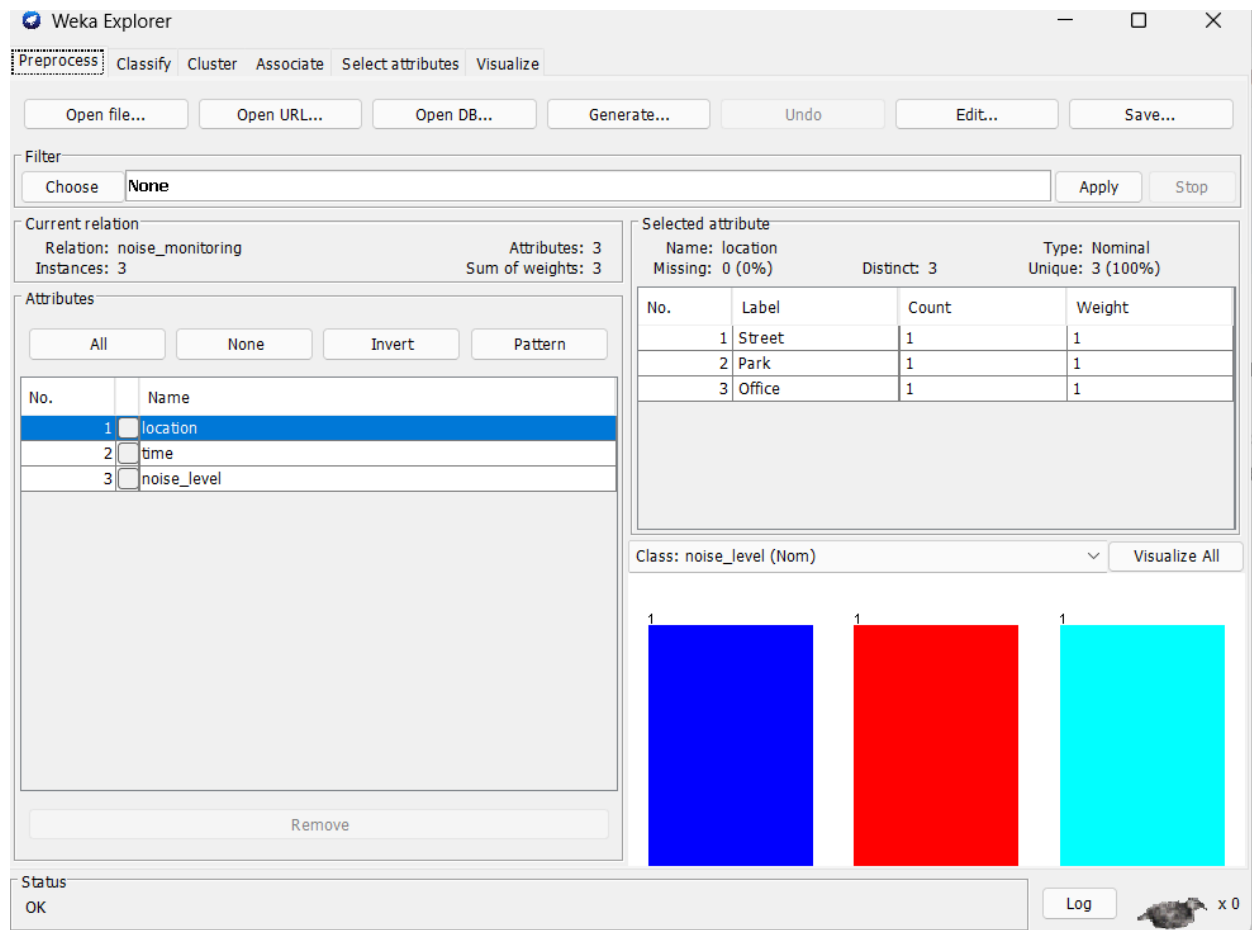 Weka Explorer
Preprocess Classify Cluster Associate Select attributes Visualize
Open file... Open URL... Open DB... Generate... Undo Edit... Save...
Filter
Choose None Apply Stop
Current relation
Relation: noise_monitoring Attributes: 3
Instances: 3 Sum of weights: 3
Attributes
All None Invert Pattern
No. Name
1 location
2 time
3 noise_level
Remove
Selected attribute
Name: location Type: Nominal
Missing: 0 (0%) Distinct: 3 Unique: 3 (100%)
No. Label Count Weight
1 Street 1 1
2 Park 1 1
3 Office 1 1
Class: noise_level (Nom) Visualize All
1 1 1
Status
OK
Log x 0